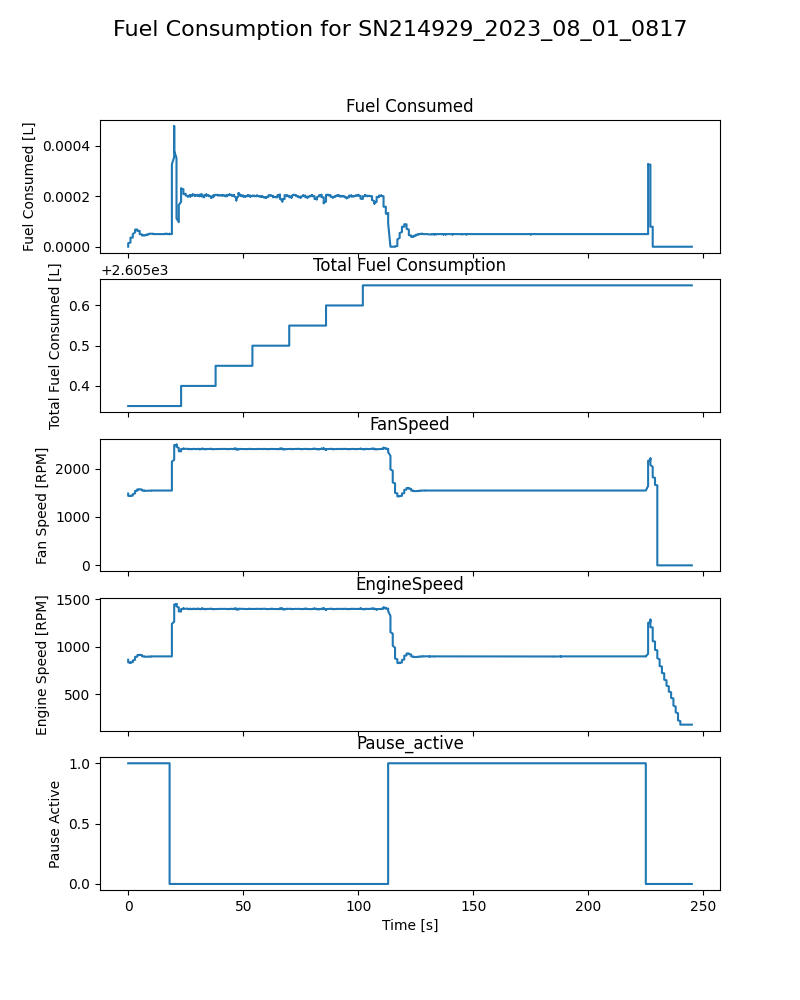 Fuel Consumption for SN214929_2023_08_01_0817
Fuel Consumed
Fuel Consumed [L]
0.0004
0.0002
0.0000
Total Fuel Consumption
+2.605e3
Total Fuel Consumed [L]
0.6
0.5
0.4
FanSpeed
Fan Speed [RPM]
2000
1000
0
EngineSpeed
Engine Speed [RPM]
1500
1000
500
Pause_active
Pause Active
1.0
0.5
0.0
0 50 100 150 200 250
Time [s]